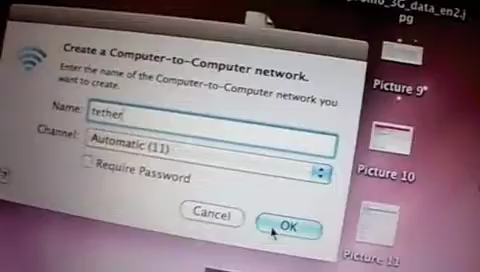 Create a Computer-to-Computer network.
Enter the name of the Computer-to-Computer network you
want to create.
Name: tether
Channel: Automatic (11)
Require Password
Cancel
OK
?
_3G_data_en2.j
pg
Picture 9
Picture 10
Picture 11